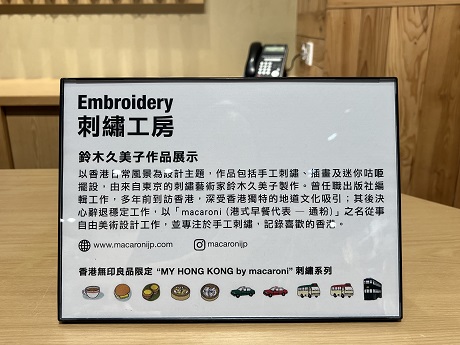 Embroidery
刺繡工房
鈴木久美子作品展示
以香港日常風景為設計主題，作品包括手工刺繡、插畫及迷你咕𠱸
擺設，由來自東京的刺繡藝術家鈴木久美子製作。曾任職出版社編
輯工作，多年前到訪香港，深受香港獨特的地道文化吸引；其後決
心辭退穩定工作，以「macaroni (港式早餐代表 — 通粉)」之名從事
自由美術設計工作，並專注於手工刺繡，記錄喜歡的香港。
www.macaronijp.com macaronijp
香港無印良品限定 “MY HONG KONG by macaroni” 刺繡系列